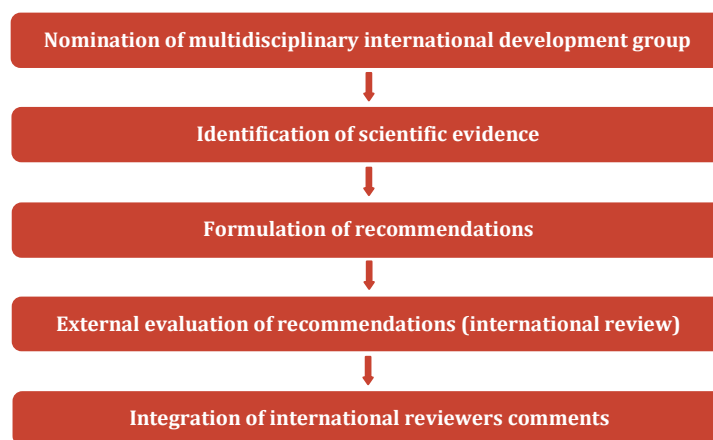 Nomination of multidisciplinary international development group
Identification of scientific evidence
Formulation of recommendations
External evaluation of recommendations (international review)
Integration of international reviewers comments